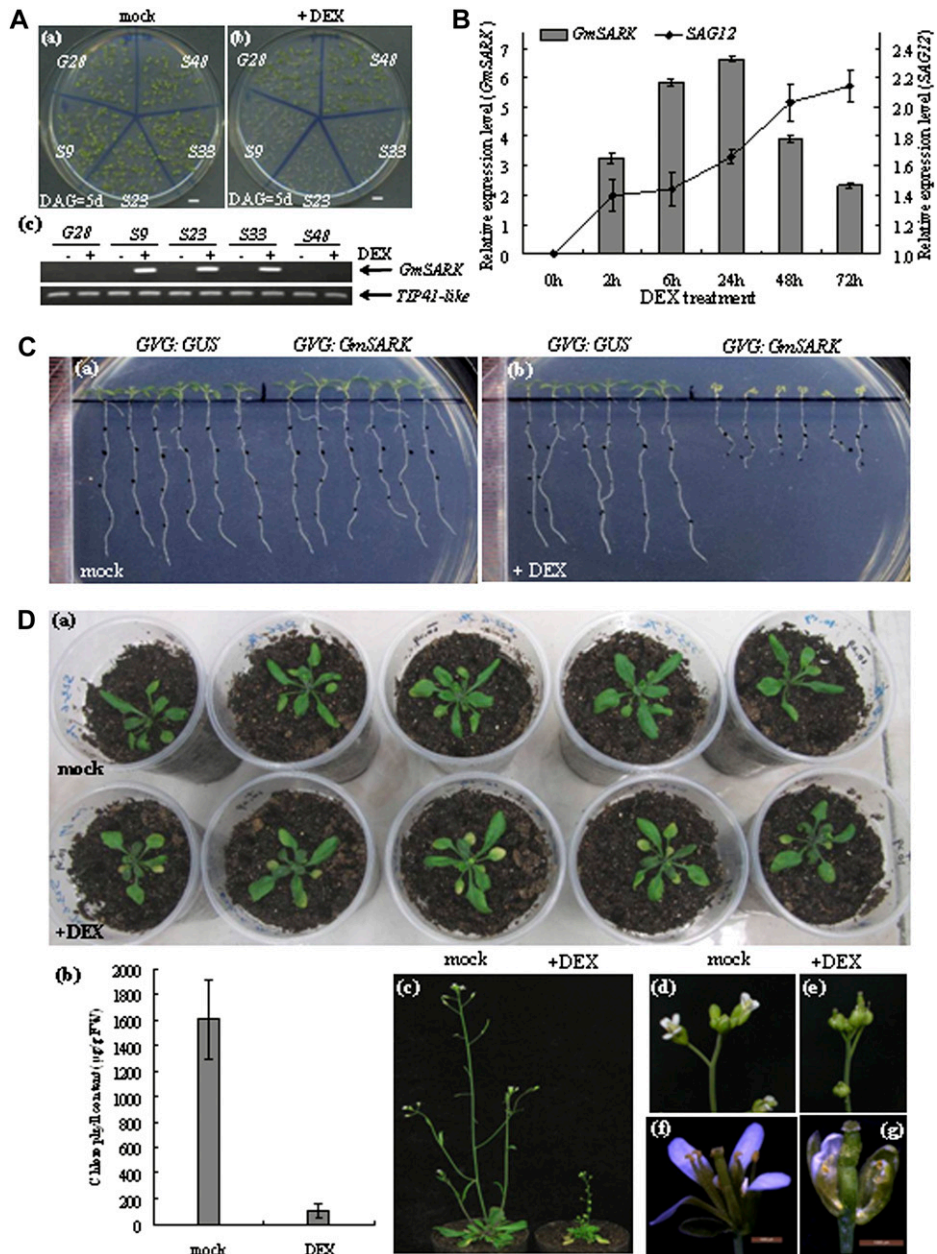 A
mock
+ DEX
(a)
(b)
G28
S48
G28
S48
S9
S33
S9
S33
DAG=5d
S23
DAG=5d
S23
(c)
G28
S9
S23
S33
S48
- + - + - + - + - + DEX
GmSARK
TIP41-like
B
GmSARK
SAG12
Relative expression level (GmSARK)
7
6
5
4
3
2
1
0
2.4
2.2
2.0
1.8
1.6
1.4
1.2
1.0
Relative expression level (SAG12)
0h 2h 6h 24h 48h 72h
DEX treatment
C
GVG: GUS
GVG: GmSARK
GVG: GUS
GVG: GmSARK
(a)
(b)
mock
+ DEX
D
(a)
mock
+DEX
(b)
Chlorophyll content (µg/g FW)
2000
1800
1600
1400
1200
1000
800
600
400
200
0
mock
DEX
mock
+DEX
(c)
mock
+DEX
(d)
(e)
(f)
(g)